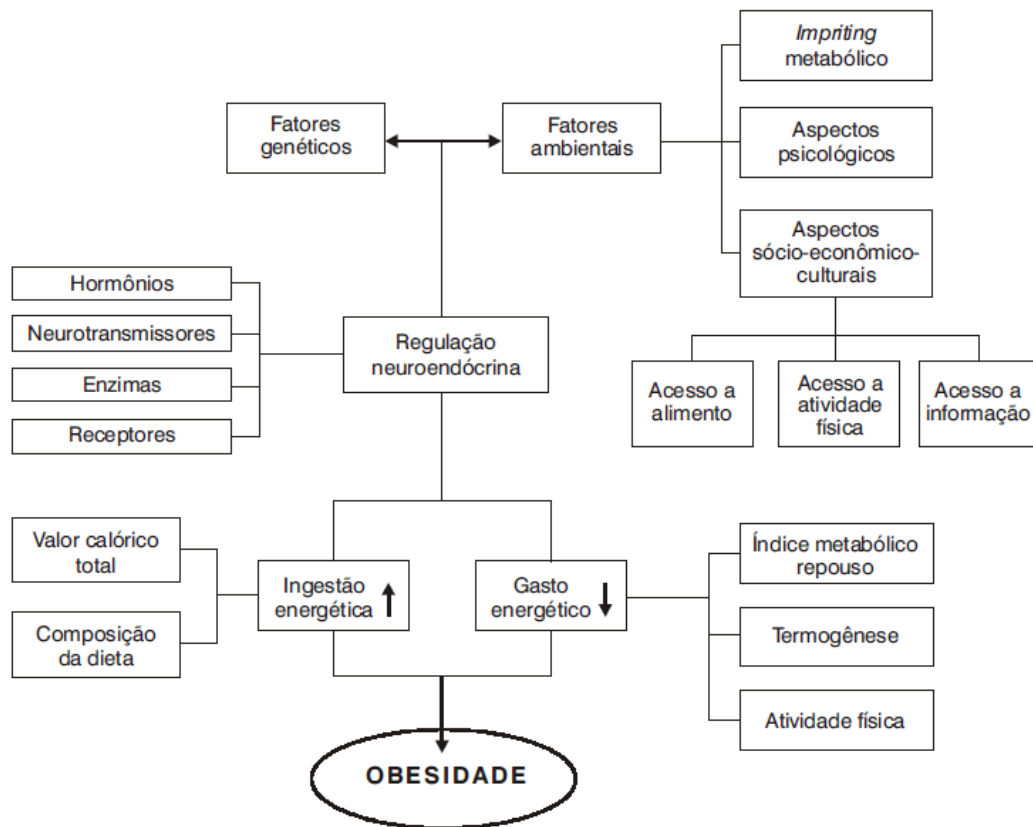 Impriting
metabólico
Fatores
genéticos
Fatores
ambientais
Aspectos
psicológicos
Aspectos
sócio-econômico-
culturais
Hormônios
Neurotransmissores
Enzimas
Receptores
Regulação
neuroendócrina
Acesso a
alimento
Acesso a
atividade
física
Acesso a
informação
Valor calórico
total
Composição
da dieta
Ingestão
energética
Gasto
energético
Índice metabólico
repouso
Termogênese
Atividade física
OBESIDADE